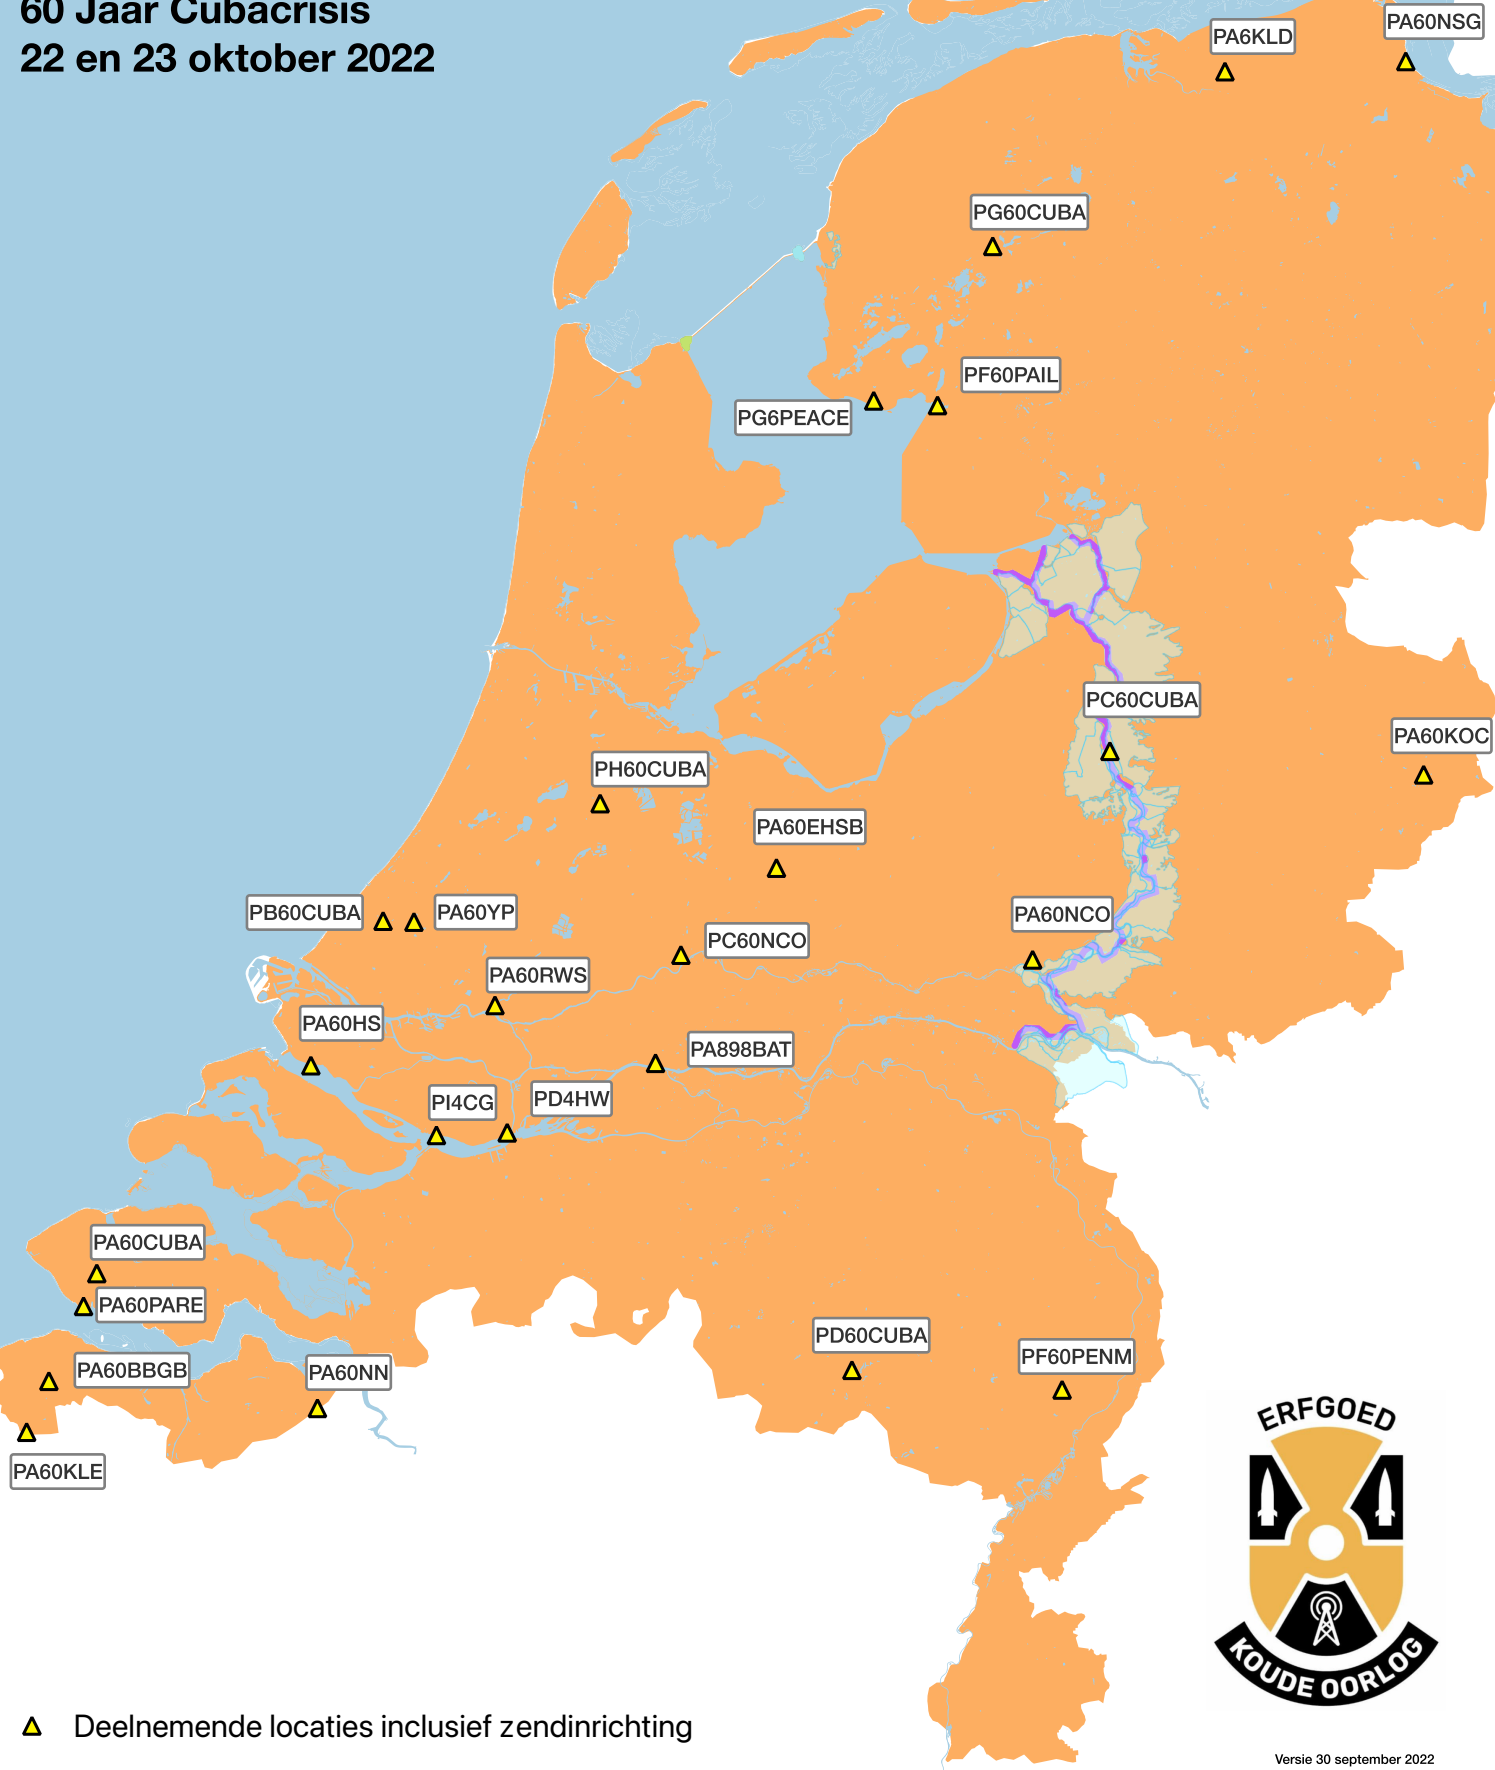 60 Jaar Cubacrisis
22 en 23 oktober 2022
PA60NSG
PA6KLD
PG60CUBA
PF60PAIL
PG6PEACE
PC60CUBA
PA60KOC
PH60CUBA
PA60EHSB
PB60CUBA
PA60YP
PA60NCO
PC60NCO
PA60RWS
PA60HS
PA898BAT
PI4CG
PD4HW
PA60CUBA
PA60PARE
PD60CUBA
PF60PENM
PA60BBGB
PA60NN
PA60KLE
ERFGOED
KOUDE OORLOG
Deelnemende locaties inclusief zendinrichting
Versie 30 september 2022